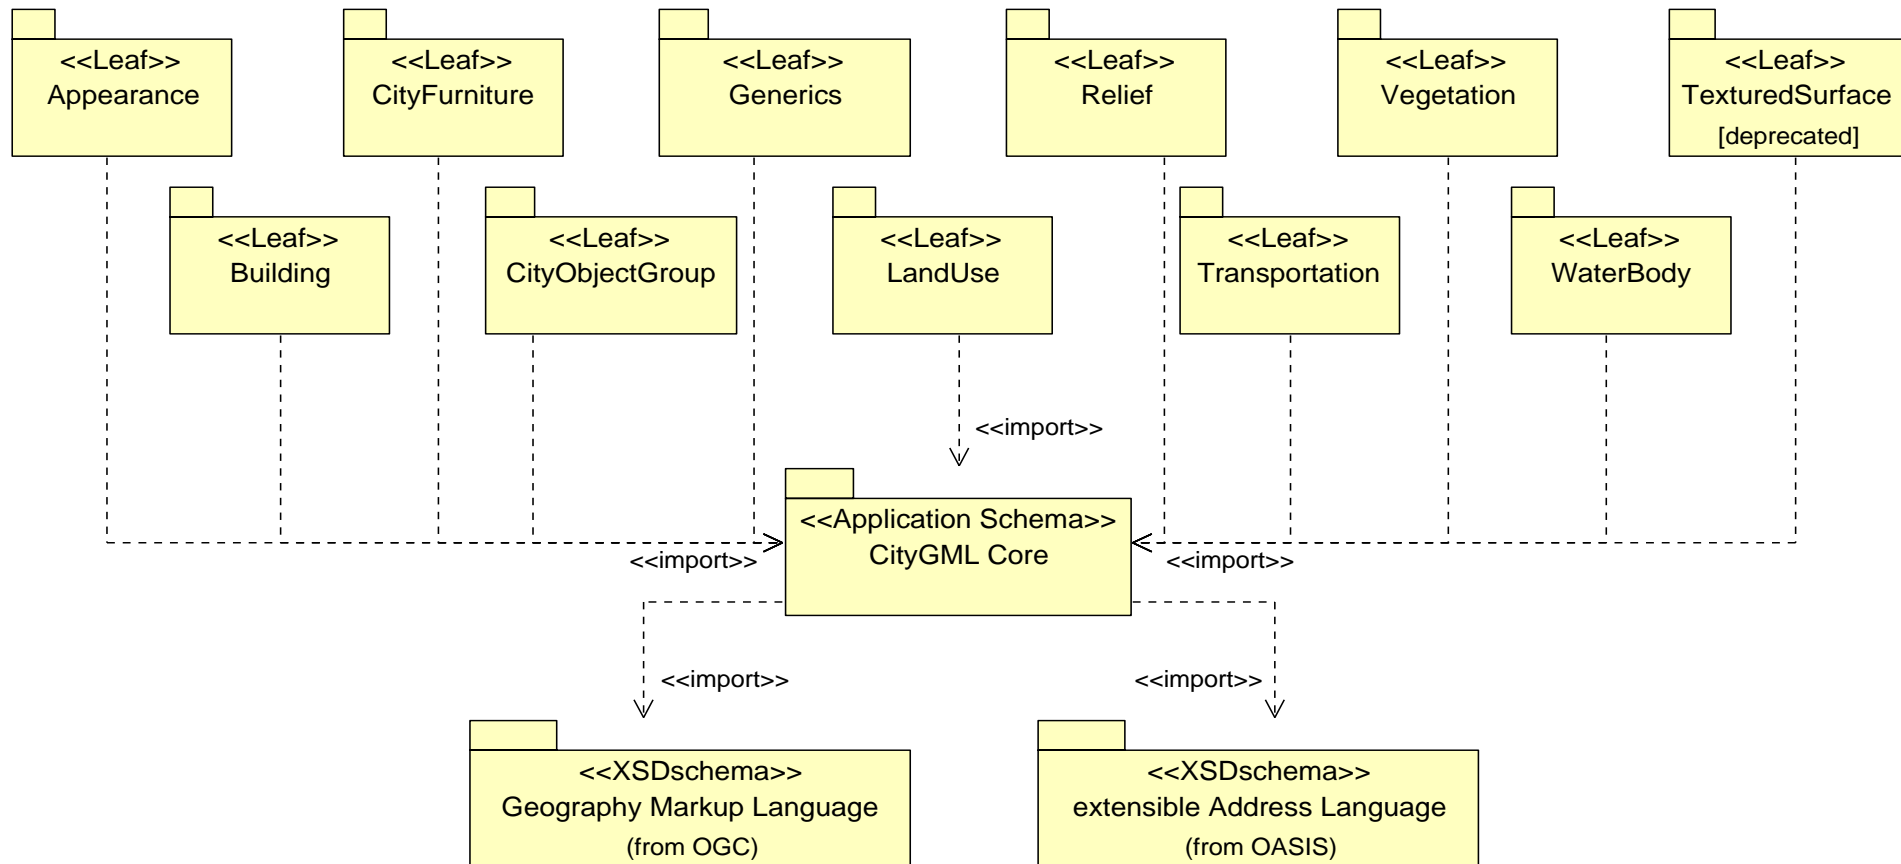 <<Leaf>>
Appearance
<<Leaf>>
CityFurniture
<<Leaf>>
Generics
<<Leaf>>
Relief
<<Leaf>>
Vegetation
<<Leaf>>
TexturedSurface
[deprecated]
<<Leaf>>
Building
<<Leaf>>
CityObjectGroup
<<Leaf>>
LandUse
<<Leaf>>
Transportation
<<Leaf>>
WaterBody
<<import>>
<<Application Schema>>
CityGML Core
<<import>>
<<import>>
<<import>>
<<import>>
<<XSDschema>>
Geography Markup Language
(from OGC)
<<XSDschema>>
extensible Address Language
(from OASIS)